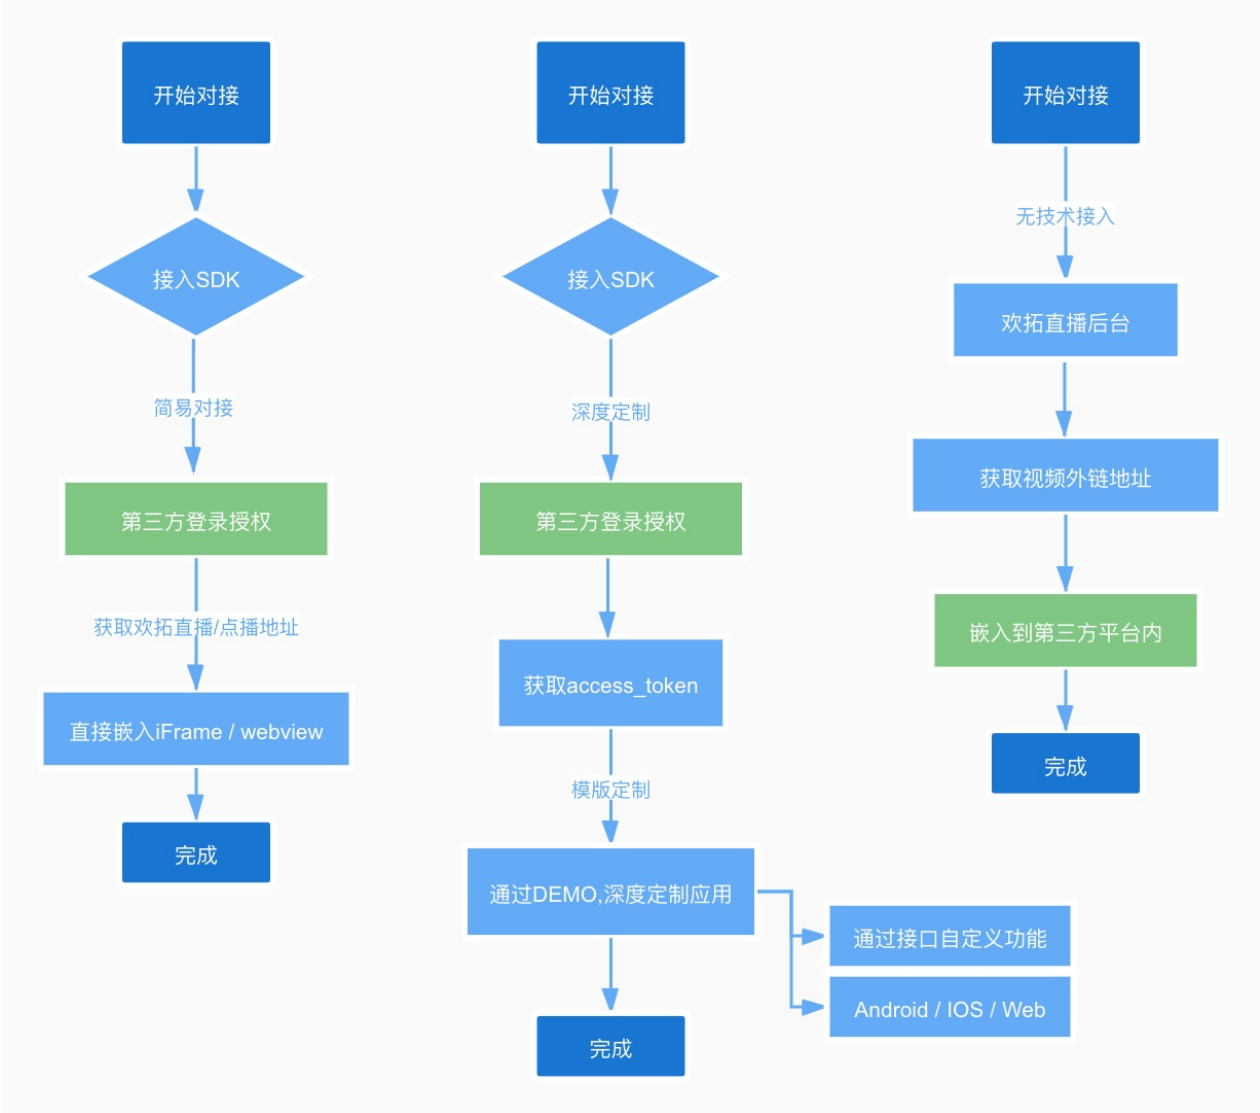 开始对接
接入SDK
简易对接
第三方登录授权
获取欢拓直播/点播地址
直接嵌入iFrame / webview
完成
开始对接
接入SDK
深度定制
第三方登录授权
获取access_token
模版定制
通过DEMO,深度定制应用
通过接口自定义功能
Android / IOS / Web
完成
开始对接
无技术接入
欢拓直播后台
获取视频外链地址
嵌入到第三方平台内
完成